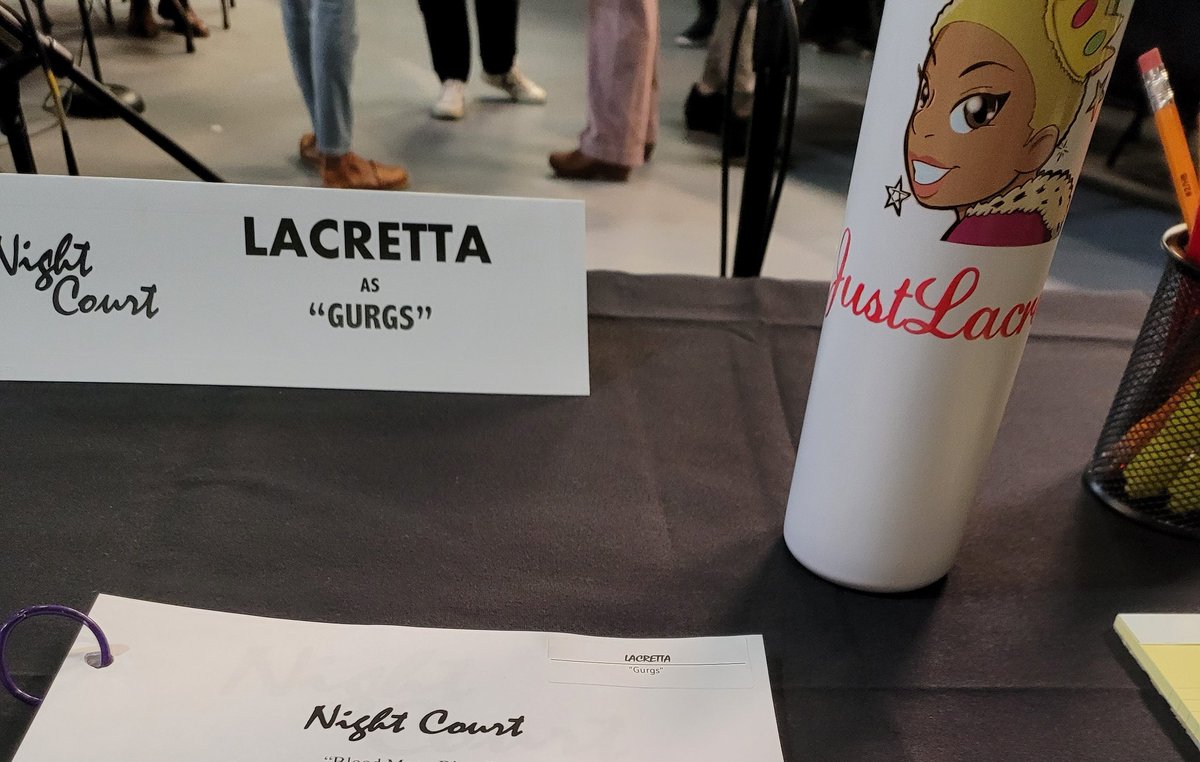 Night
Court
LACRETTA
AS
“GURGS”
JustLacr
LACRETTA
"Gurgs"
Night Court